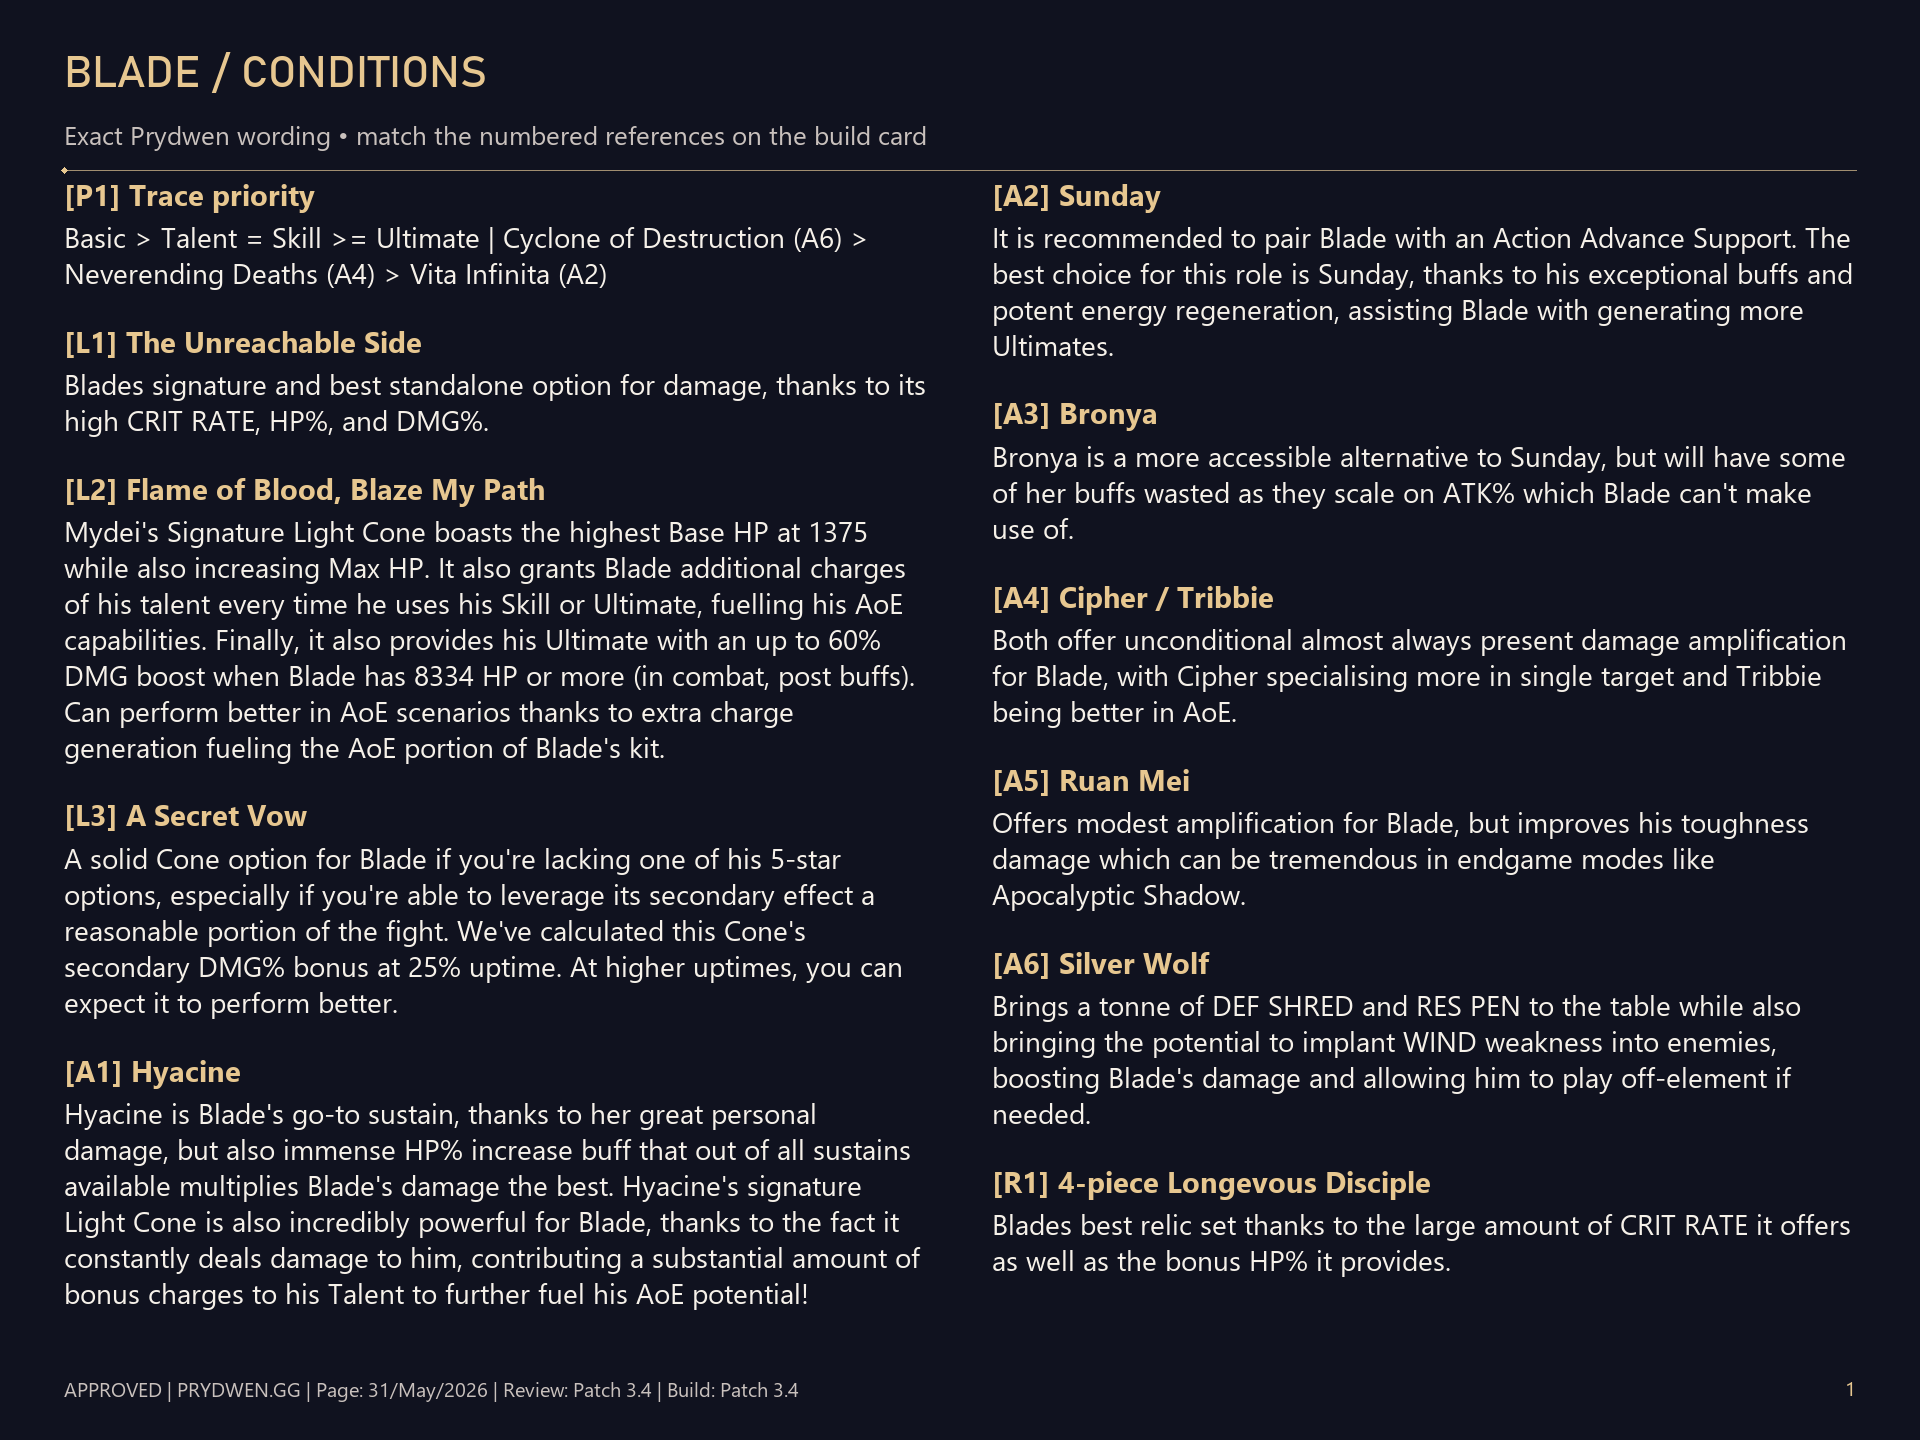 BLADE / CONDITIONS
Exact Prydwen wording • match the numbered references on the build card
[P1] Trace priority
Basic > Talent = Skill >= Ultimate | Cyclone of Destruction (A6) >
Neverending Deaths (A4) > Vita Infinita (A2)
[L1] The Unreachable Side
Blades signature and best standalone option for damage, thanks to its
high CRIT RATE, HP%, and DMG%.
[L2] Flame of Blood, Blaze My Path
Mydei's Signature Light Cone boasts the highest Base HP at 1375
while also increasing Max HP. It also grants Blade additional charges
of his talent every time he uses his Skill or Ultimate, fuelling his AoE
capabilities. Finally, it also provides his Ultimate with an up to 60%
DMG boost when Blade has 8334 HP or more (in combat, post buffs).
Can perform better in AoE scenarios thanks to extra charge
generation fueling the AoE portion of Blade's kit.
[L3] A Secret Vow
A solid Cone option for Blade if you're lacking one of his 5-star
options, especially if you're able to leverage its secondary effect a
reasonable portion of the fight. We've calculated this Cone's
secondary DMG% bonus at 25% uptime. At higher uptimes, you can
expect it to perform better.
[A1] Hyacine
Hyacine is Blade's go-to sustain, thanks to her great personal
damage, but also immense HP% increase buff that out of all sustains
available multiplies Blade's damage the best. Hyacine's signature
Light Cone is also incredibly powerful for Blade, thanks to the fact it
constantly deals damage to him, contributing a substantial amount of
bonus charges to his Talent to further fuel his AoE potential!
[A2] Sunday
It is recommended to pair Blade with an Action Advance Support. The
best choice for this role is Sunday, thanks to his exceptional buffs and
potent energy regeneration, assisting Blade with generating more
Ultimates.
[A3] Bronya
Bronya is a more accessible alternative to Sunday, but will have some
of her buffs wasted as they scale on ATK% which Blade can't make
use of.
[A4] Cipher / Tribbie
Both offer unconditional almost always present damage amplification
for Blade, with Cipher specialising more in single target and Tribbie
being better in AoE.
[A5] Ruan Mei
Offers modest amplification for Blade, but improves his toughness
damage which can be tremendous in endgame modes like
Apocalyptic Shadow.
[A6] Silver Wolf
Brings a tonne of DEF SHRED and RES PEN to the table while also
bringing the potential to implant WIND weakness into enemies,
boosting Blade's damage and allowing him to play off-element if
needed.
[R1] 4-piece Longevous Disciple
Blades best relic set thanks to the large amount of CRIT RATE it offers
as well as the bonus HP% it provides.
APPROVED | PRYDWEN.GG | Page: 31/May/2026 | Review: Patch 3.4 | Build: Patch 3.4
1